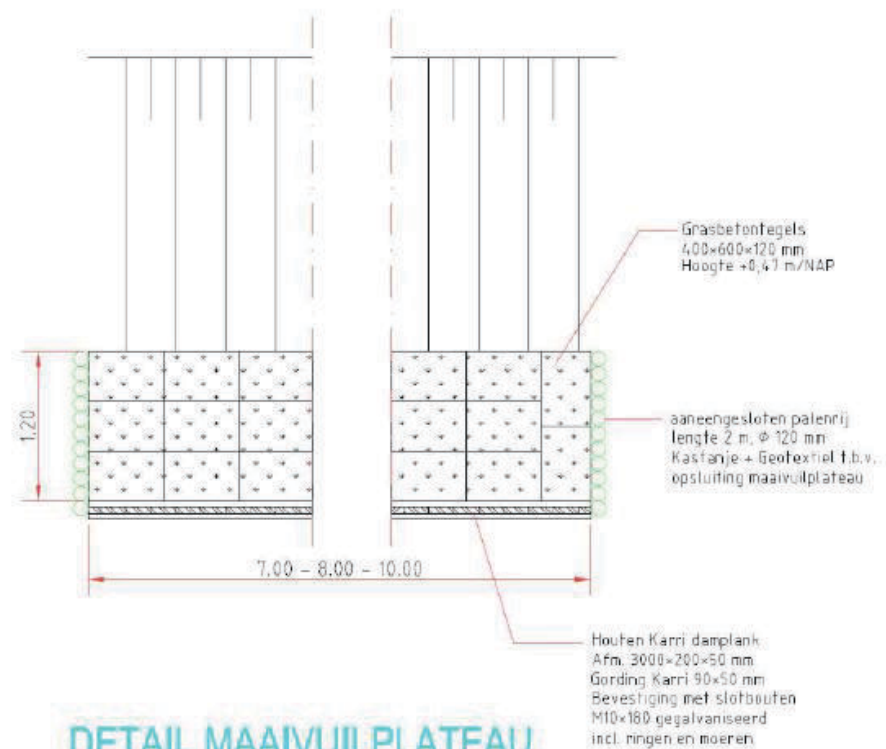 Grasbetontegels
400×600×120 mm
Hoogte +0,47 m/NAP
1.20
aaneengesloten palenrij
lengte 2 m, Φ 120 mm
Kastanje + Geotextiel t.b.v.
opsluiting maaivuilplateau
7.00 - 8.00 - 10.00
Houten Karri damplank
Afm. 3000×200×50 mm
Gording Karri 90×50 mm
Bevestiging met slotbouten
M10×180 gegalvaniseerd
incl. ringen en moeren
DETAIL MAAIVUILPLATEAU